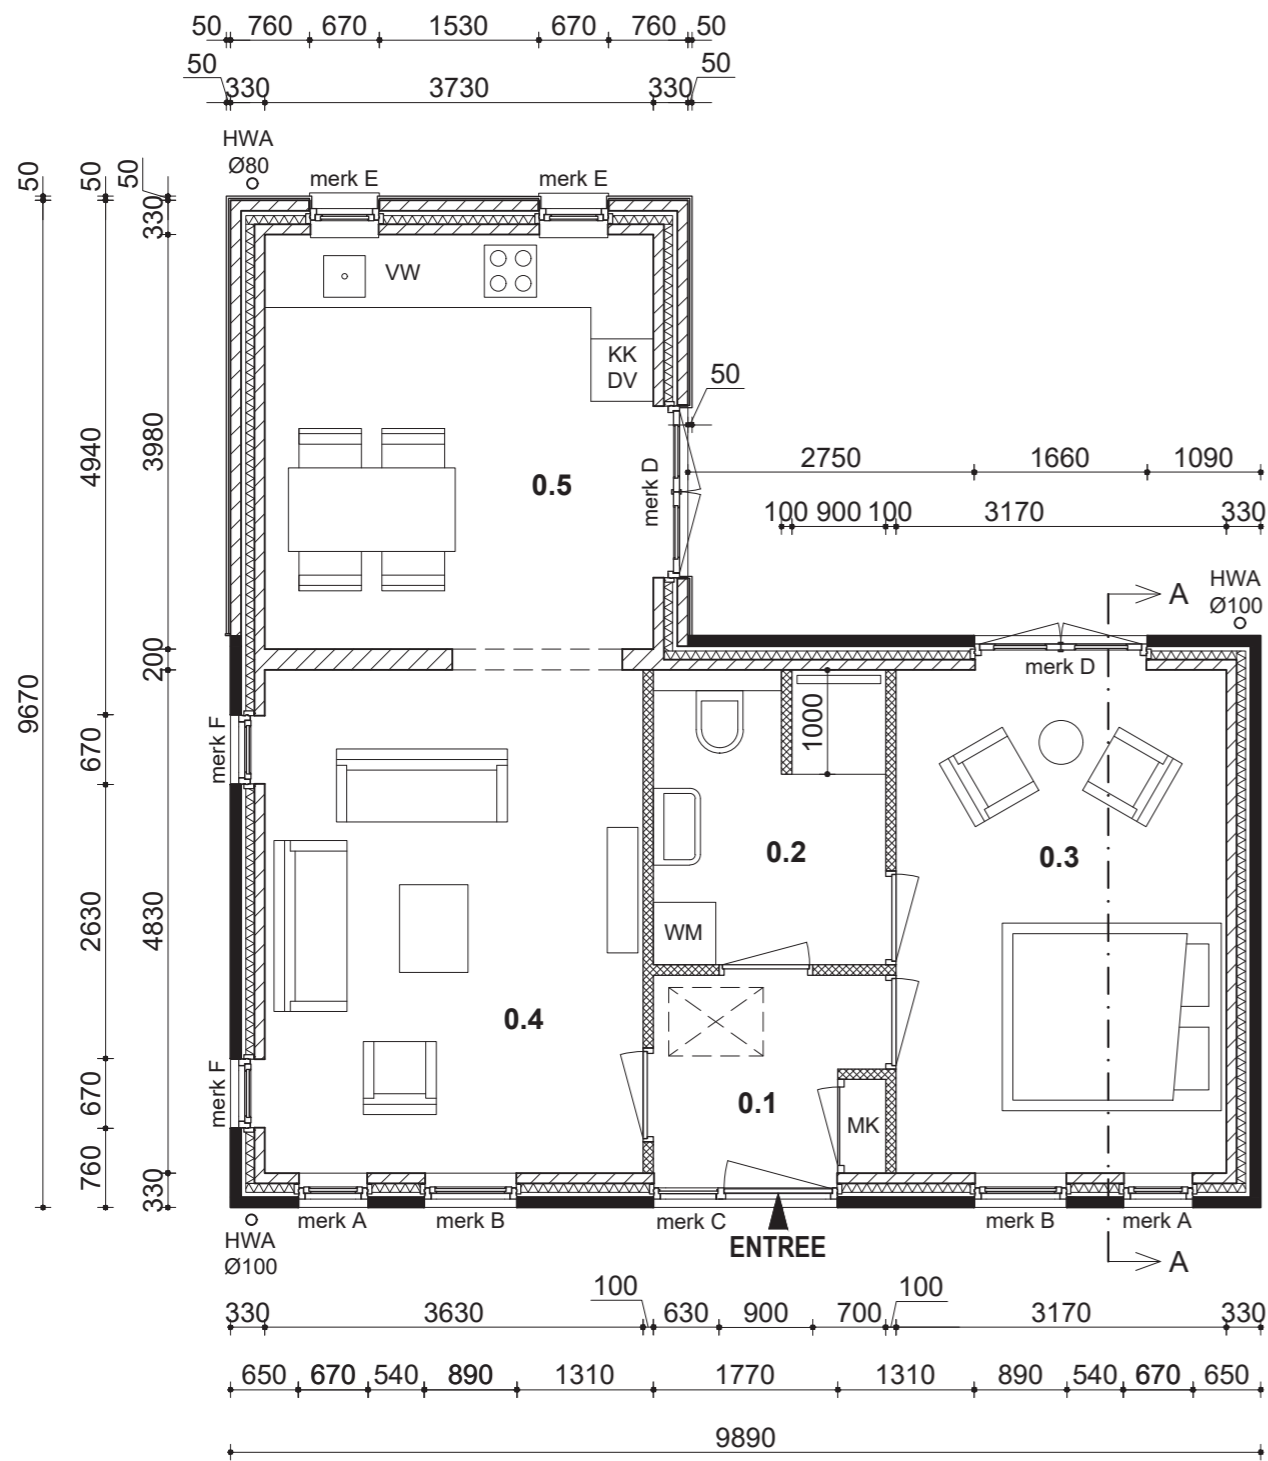 50 760 670 1530 670 760 50
50 330 3730 330 50
HWA
Ø80
merk E merk E
50 50 50
330
VW
KK
DV
50
4940 3980
0.5
merk D
2750 1660 1090
100 900 100 3170 330
HWA
Ø100
A
200
9670
merk D
670
merk F
1000
0.2
0.3
2630 4830
WM
0.4
670
merk F
0.1
MK
760
330
merk A merk B merk C merk B merk A
HWA
Ø100
ENTREE
A
100 100
330 3630 630 900 700 3170 330
650 670 540 890 1310 1770 1310 890 540 670 650
9890